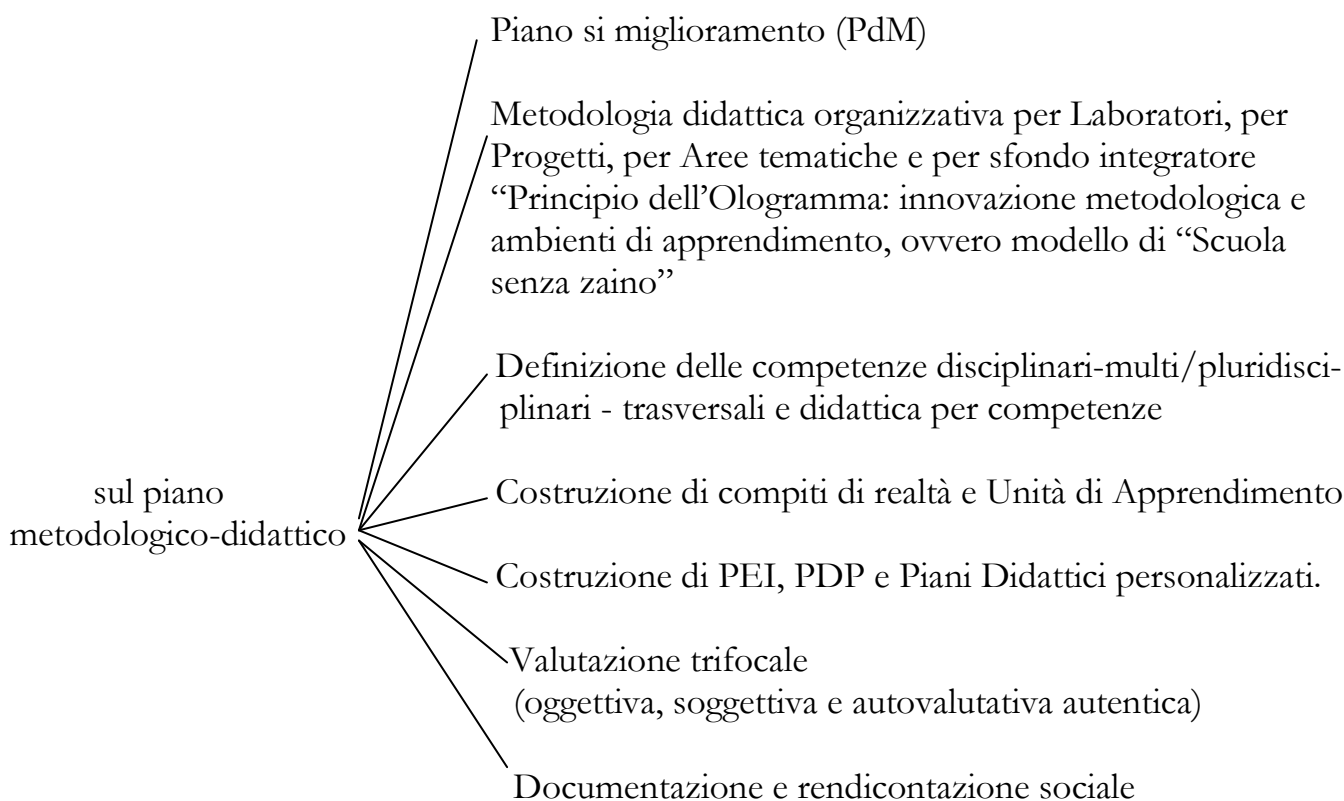 Piano si miglioramento (PdM)
Metodologia didattica organizzativa per Laboratori, per
Progetti, per Aree tematiche e per sfondo integratore
“Principio dell’Ologramma: innovazione metodologica e
ambienti di apprendimento, ovvero modello di “Scuola
senza zaino”
Definizione delle competenze disciplinari-multi/pluridisci-
plinari - trasversali e didattica per competenze
sul piano
metodologico-didattico
Costruzione di compiti di realtà e Unità di Apprendimento
Costruzione di PEI, PDP e Piani Didattici personalizzati.
Valutazione trifocale
(oggettiva, soggettiva e autovalutativa autentica)
Documentazione e rendicontazione sociale